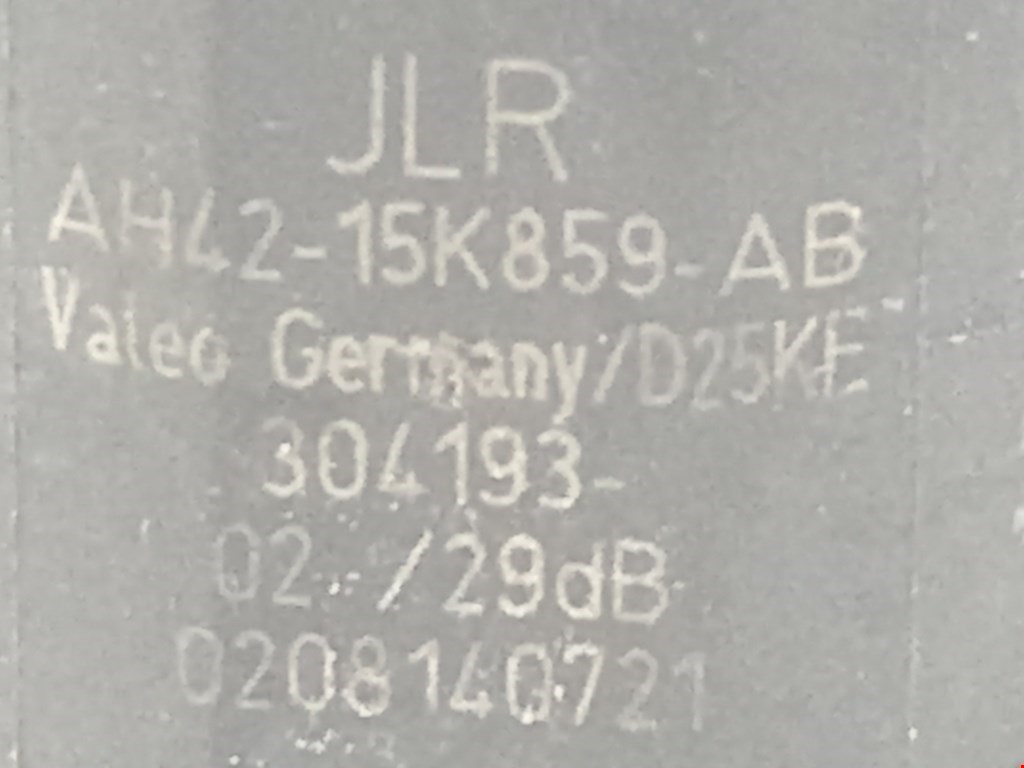 JLR
AH42-15K859-AB
Valeo Germany/D25KE
304193-
02 /29dB
0208140721